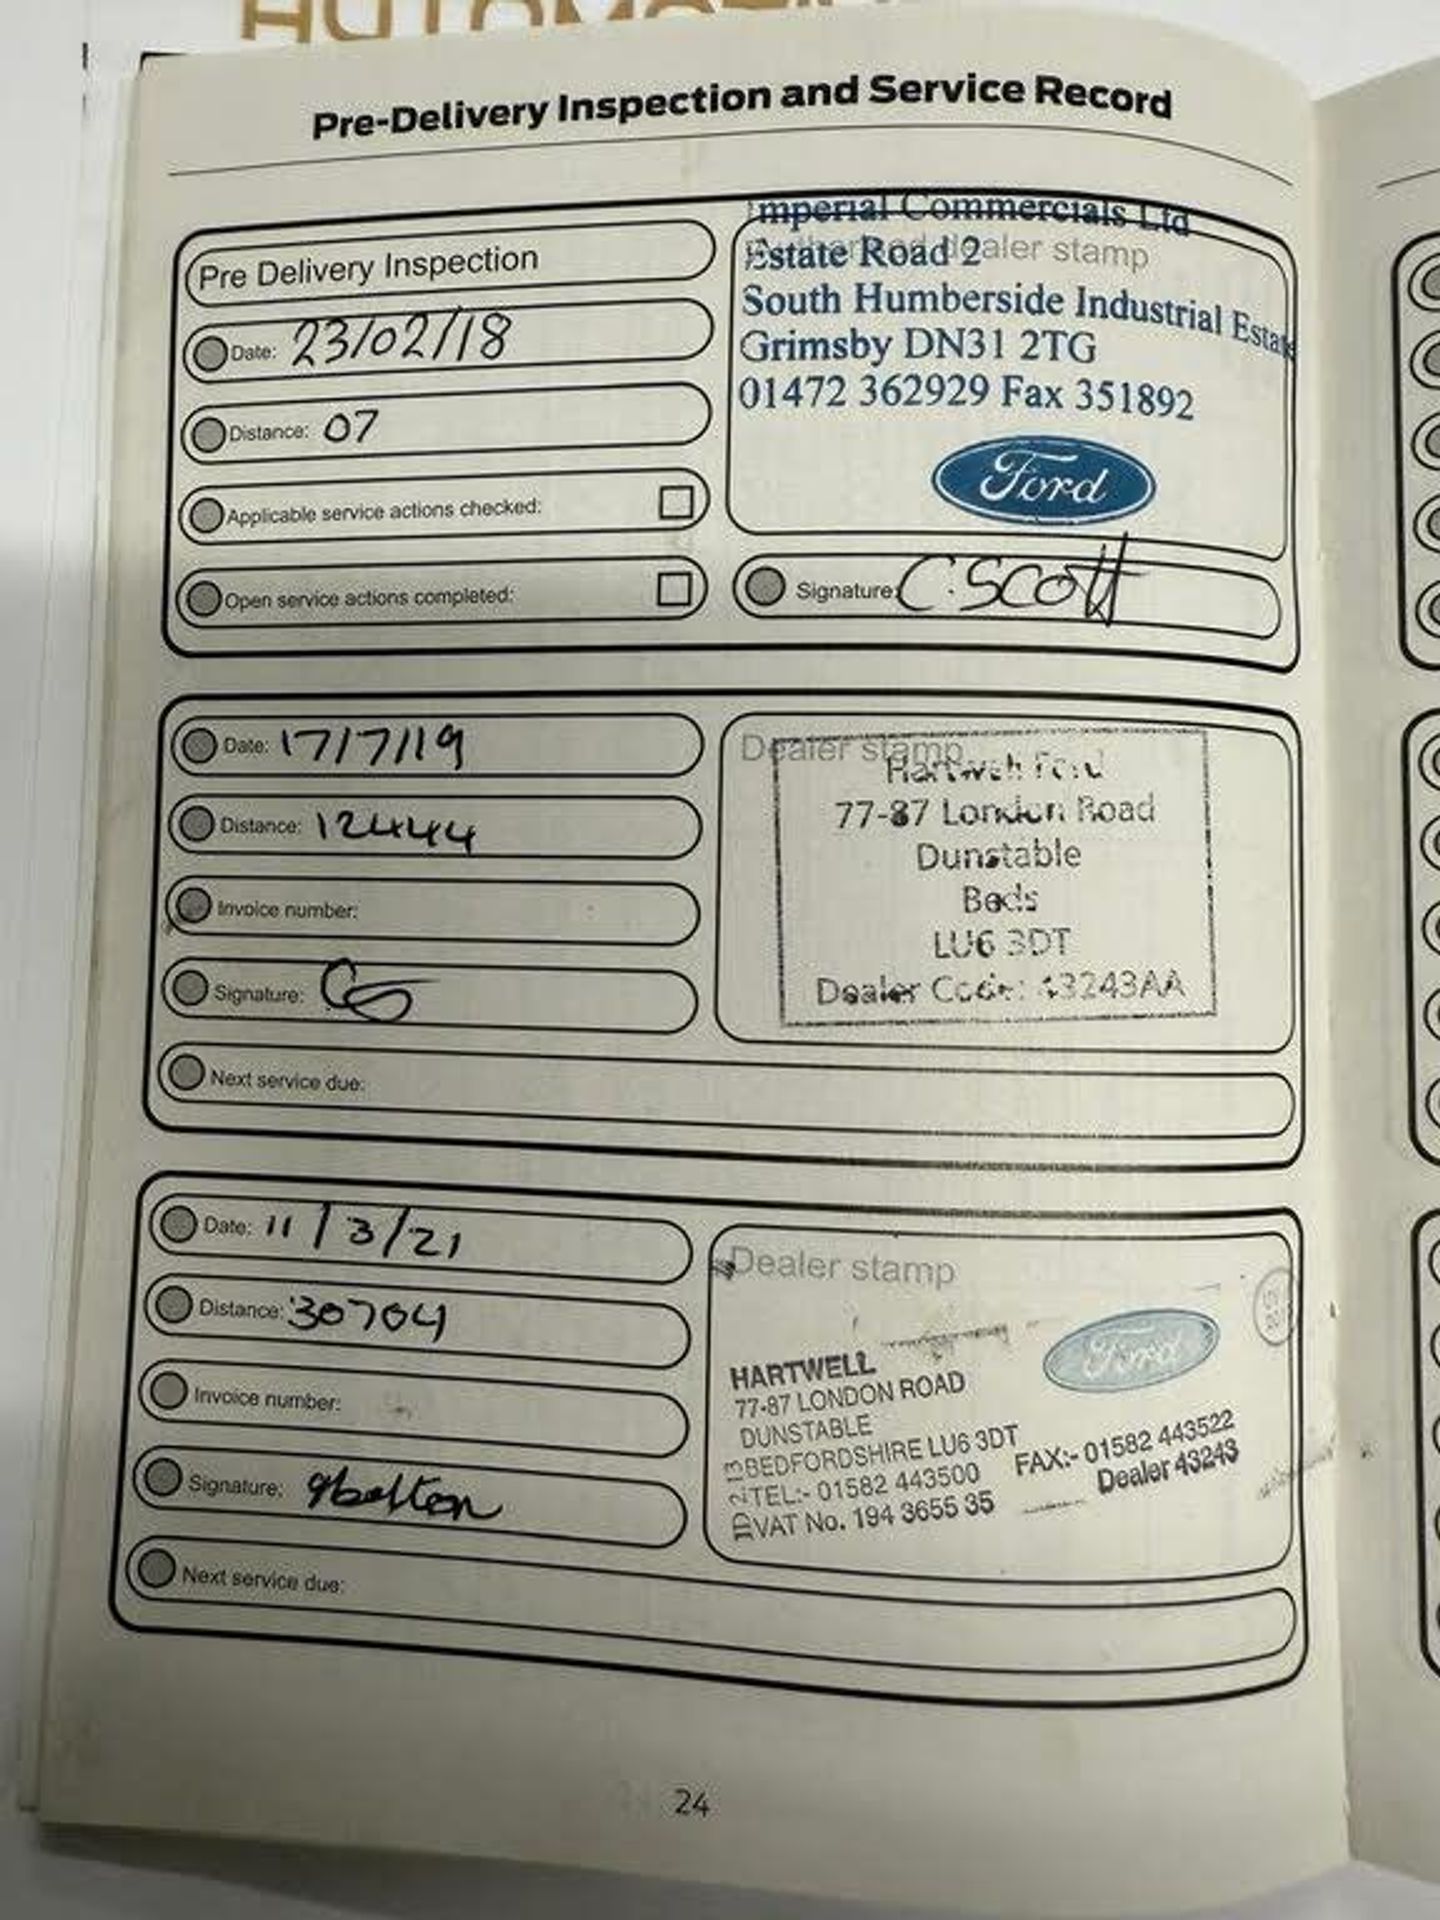 AUTOMOTIV
Pre-Delivery Inspection and Service Record
Pre Delivery Inspection
Date: 23/02/18
Distance: 07
Applicable service actions checked:
Open service actions completed:
dealer stamp
Imperial Commercials Ltd
Estate Road 2
South Humberside Industrial Estate
Grimsby DN31 2TG
01472 362929 Fax 351892
Ford
Signature: C.SCOTT
Date: 17/7/19
Distance: 12444
Invoice number:
Signature:
Next service due:
Dealer stamp
Hartwell Ford
77-87 London Road
Dunstable
Beds
LU6 3DT
Dealer Code: 43243AA
Date: 11/3/21
Distance: 30704
Invoice number:
Signature:
Next service due:
Dealer stamp
Ford
HARTWELL
77-87 LONDON ROAD
DUNSTABLE
BEDFORDSHIRE LU6 3DT
TEL:- 01582 443500 FAX:- 01582 443522
VAT No. 194 3655 35 Dealer 43243
24